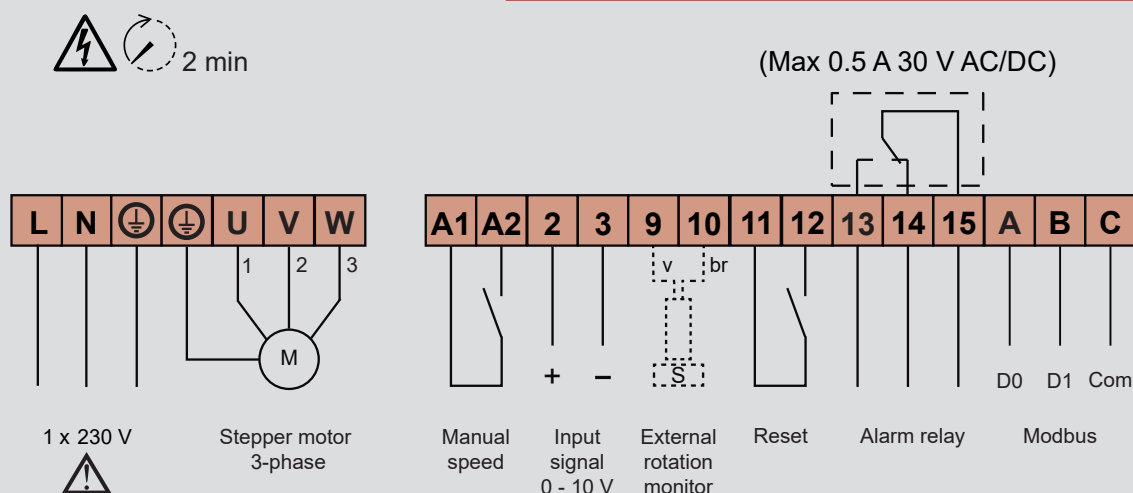 2 min
(Max 0.5 A 30 V AC/DC)
L N U V W
A1 A2 2 3 9 10 11 12 13 14 15 A B C
1 2 3
v br
M
+ –
S
D0 D1 Com
1 x 230 V
Stepper motor
3-phase
Manual
speed
Input
signal
0 - 10 V
External
rotation
monitor
Reset
Alarm relay
Modbus